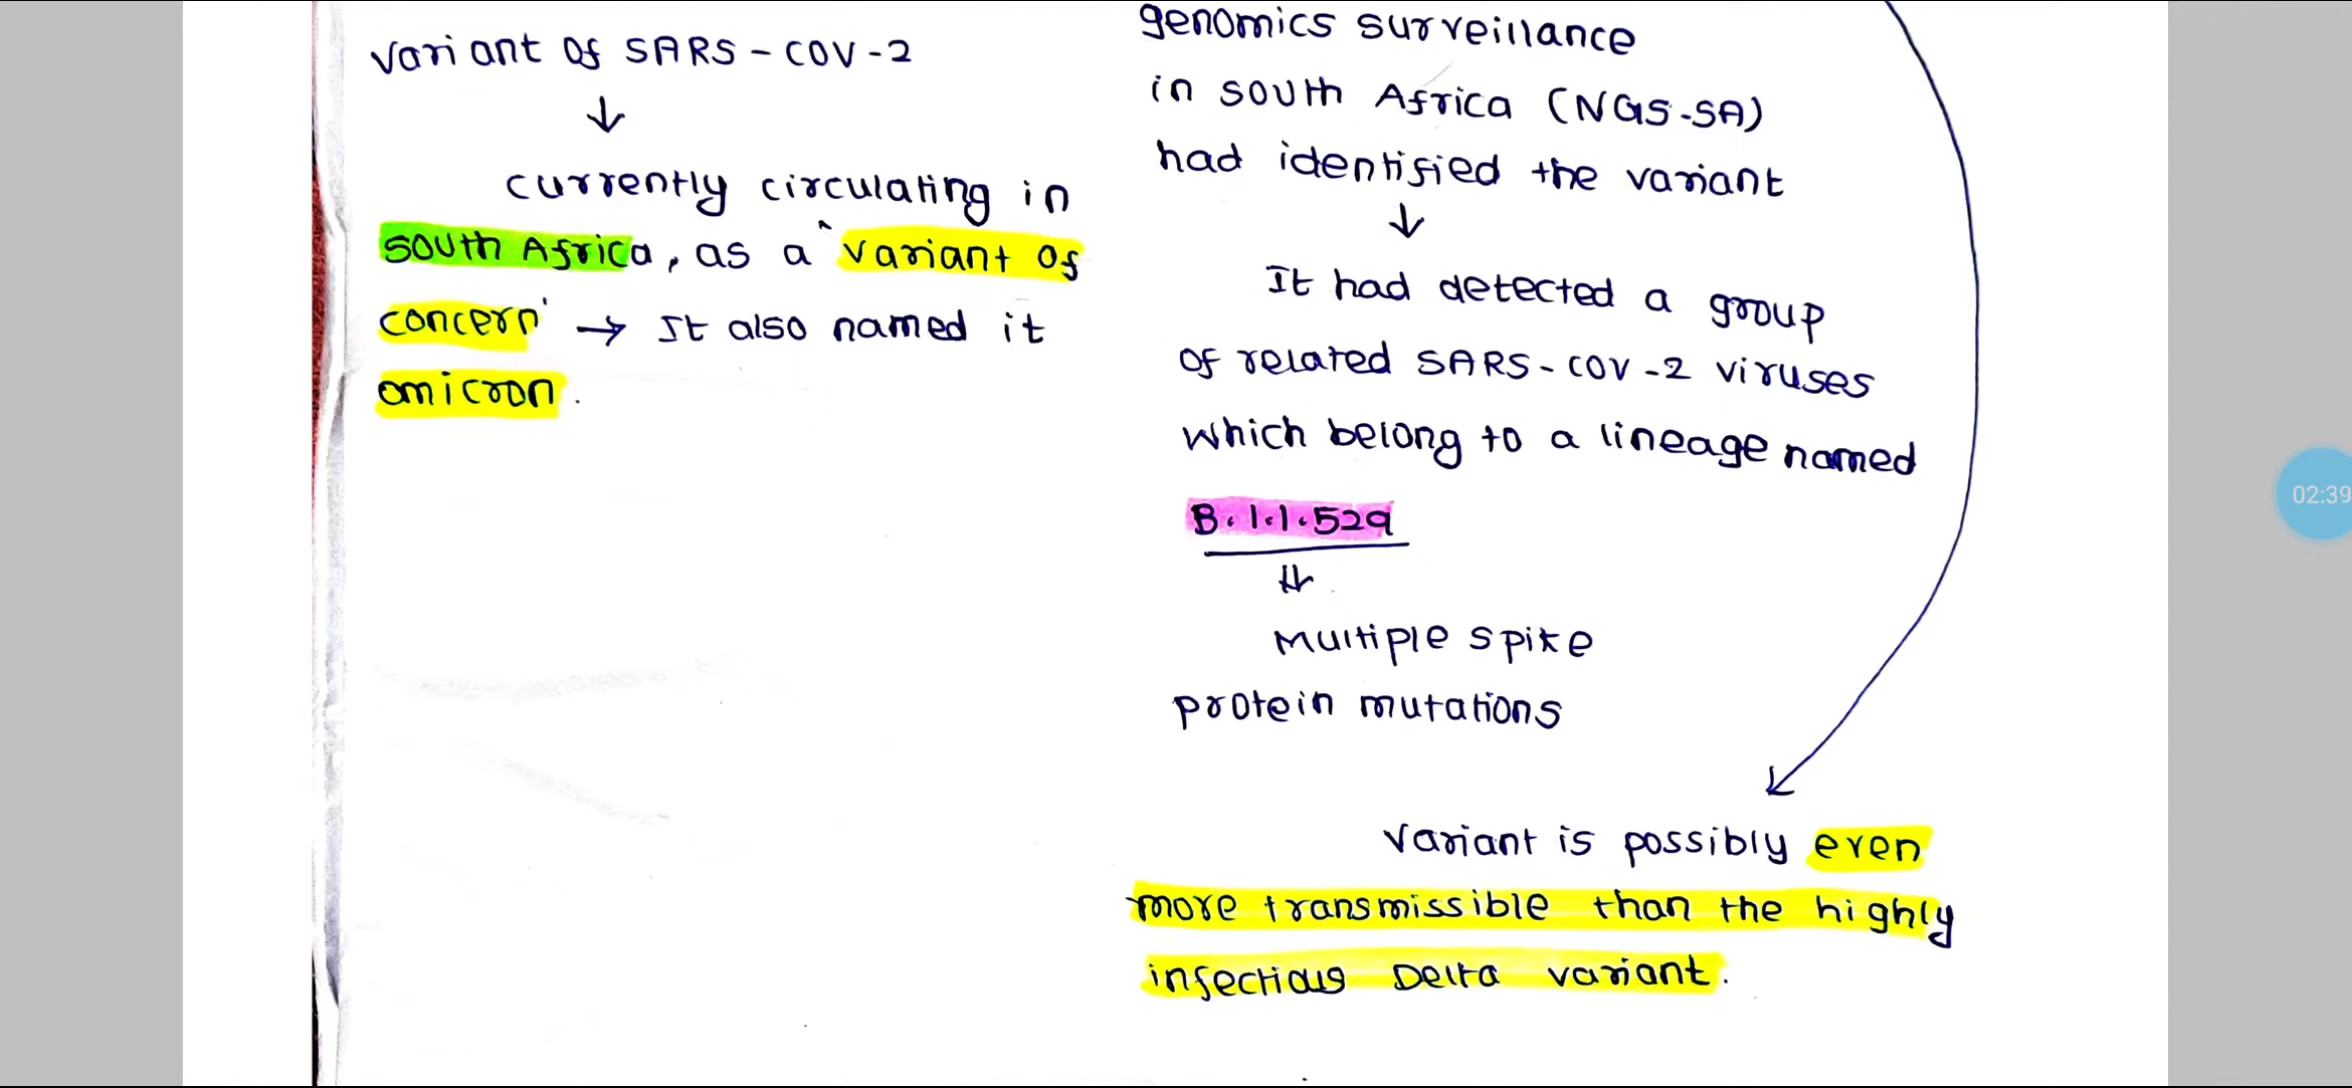 variant of SARS-COV-2
↓
currently circulating in
south Africa, as a 'variant of
concern' → It also named it
omicron.
genomics surveillance
in south Africa (NGS-SA)
had identified the variant
↓
It had detected a group
of related SARS-COV-2 viruses
which belong to a lineage named
B.1.1.529
Multiple spike
protein mutations
variant is possibly even
more transmissible than the highly
infectious Delta variant.
02:39